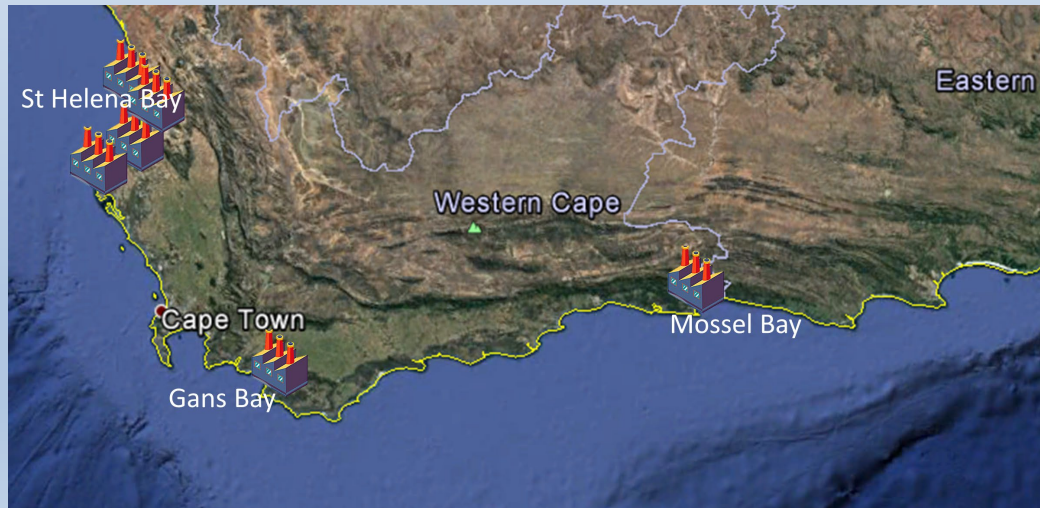 Eastern
St Helena Bay
Western Cape
Cape Town
Mossel Bay
Gans Bay